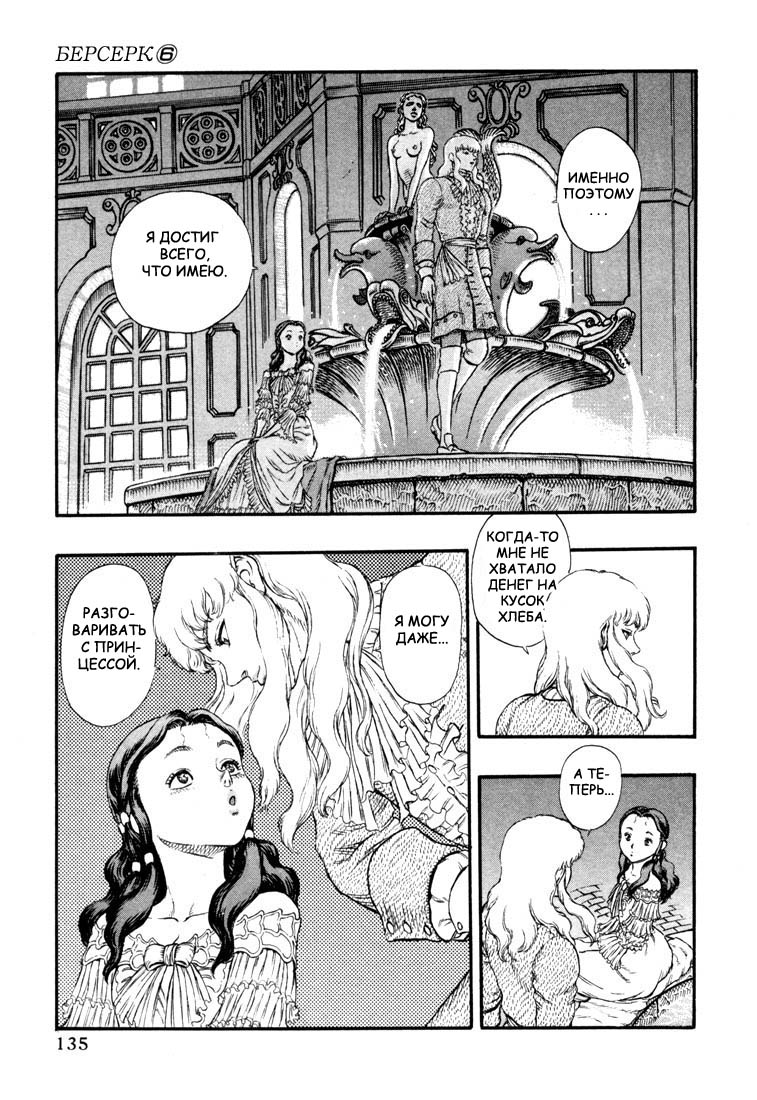 БЕРСЕРК 6
ИМЕННО
ПОЭТОМУ
...
Я ДОСТИГ
ВСЕГО,
ЧТО ИМЕЮ.
КОГДА-ТО
МНЕ НЕ
ХВАТАЛО
ДЕНЕГ НА
КУСОК
ХЛЕБА.
А ТЕ-
ПЕРЬ...
Я МОГУ
ДАЖЕ...
РАЗГО-
ВАРИВАТЬ
С ПРИН-
ЦЕССОЙ.
135